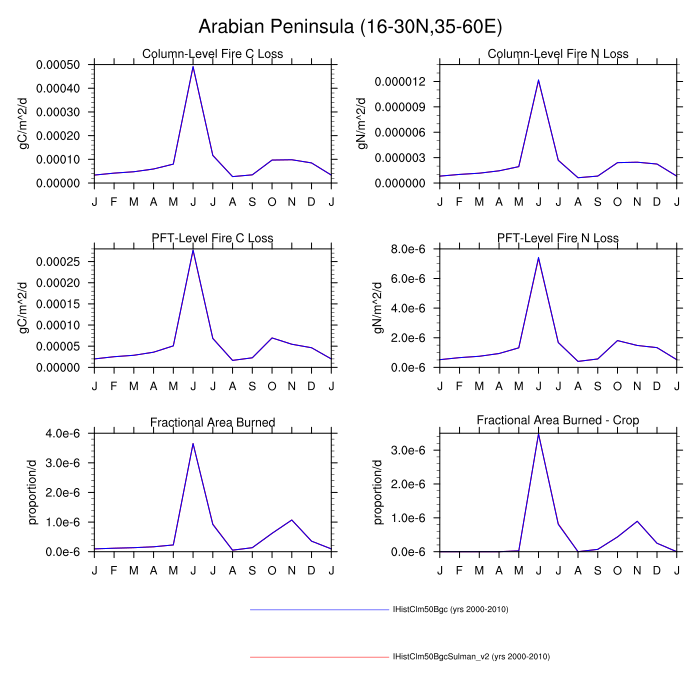 Arabian Peninsula (16-30N,35-60E)
Column-Level Fire C Loss
gC/m^2/d
0.00050
0.00040
0.00030
0.00020
0.00010
0.00000
J F M A M J J A S O N D J
Column-Level Fire N Loss
gN/m^2/d
0.000012
0.000009
0.000006
0.000003
0.000000
J F M A M J J A S O N D J
PFT-Level Fire C Loss
gC/m^2/d
0.00025
0.00020
0.00015
0.00010
0.00005
0.00000
J F M A M J J A S O N D J
PFT-Level Fire N Loss
gN/m^2/d
8.0e-6
6.0e-6
4.0e-6
2.0e-6
0.0e-6
J F M A M J J A S O N D J
Fractional Area Burned
proportion/d
4.0e-6
3.0e-6
2.0e-6
1.0e-6
0.0e-6
J F M A M J J A S O N D J
Fractional Area Burned - Crop
proportion/d
3.0e-6
2.0e-6
1.0e-6
0.0e-6
J F M A M J J A S O N D J
IHistClm50Bgc (yrs 2000-2010)
IHistClm50BgcSulman_v2 (yrs 2000-2010)